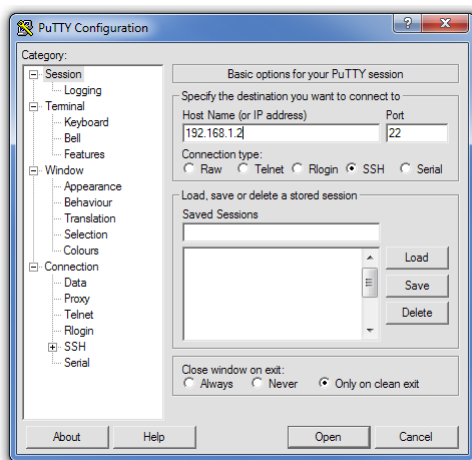 PuTTY Configuration
Category:
Session
Logging
Terminal
Keyboard
Bell
Features
Window
Appearance
Behaviour
Translation
Selection
Colours
Connection
Data
Proxy
Telnet
Rlogin
SSH
Serial
Basic options for your PuTTY session
Specify the destination you want to connect to
Host Name (or IP address) Port
192.168.1.2 22
Connection type:
Raw Telnet Rlogin SSH Serial
Load, save or delete a stored session
Saved Sessions
Load
Save
Delete
Close window on exit:
Always Never Only on clean exit
About Help Open Cancel